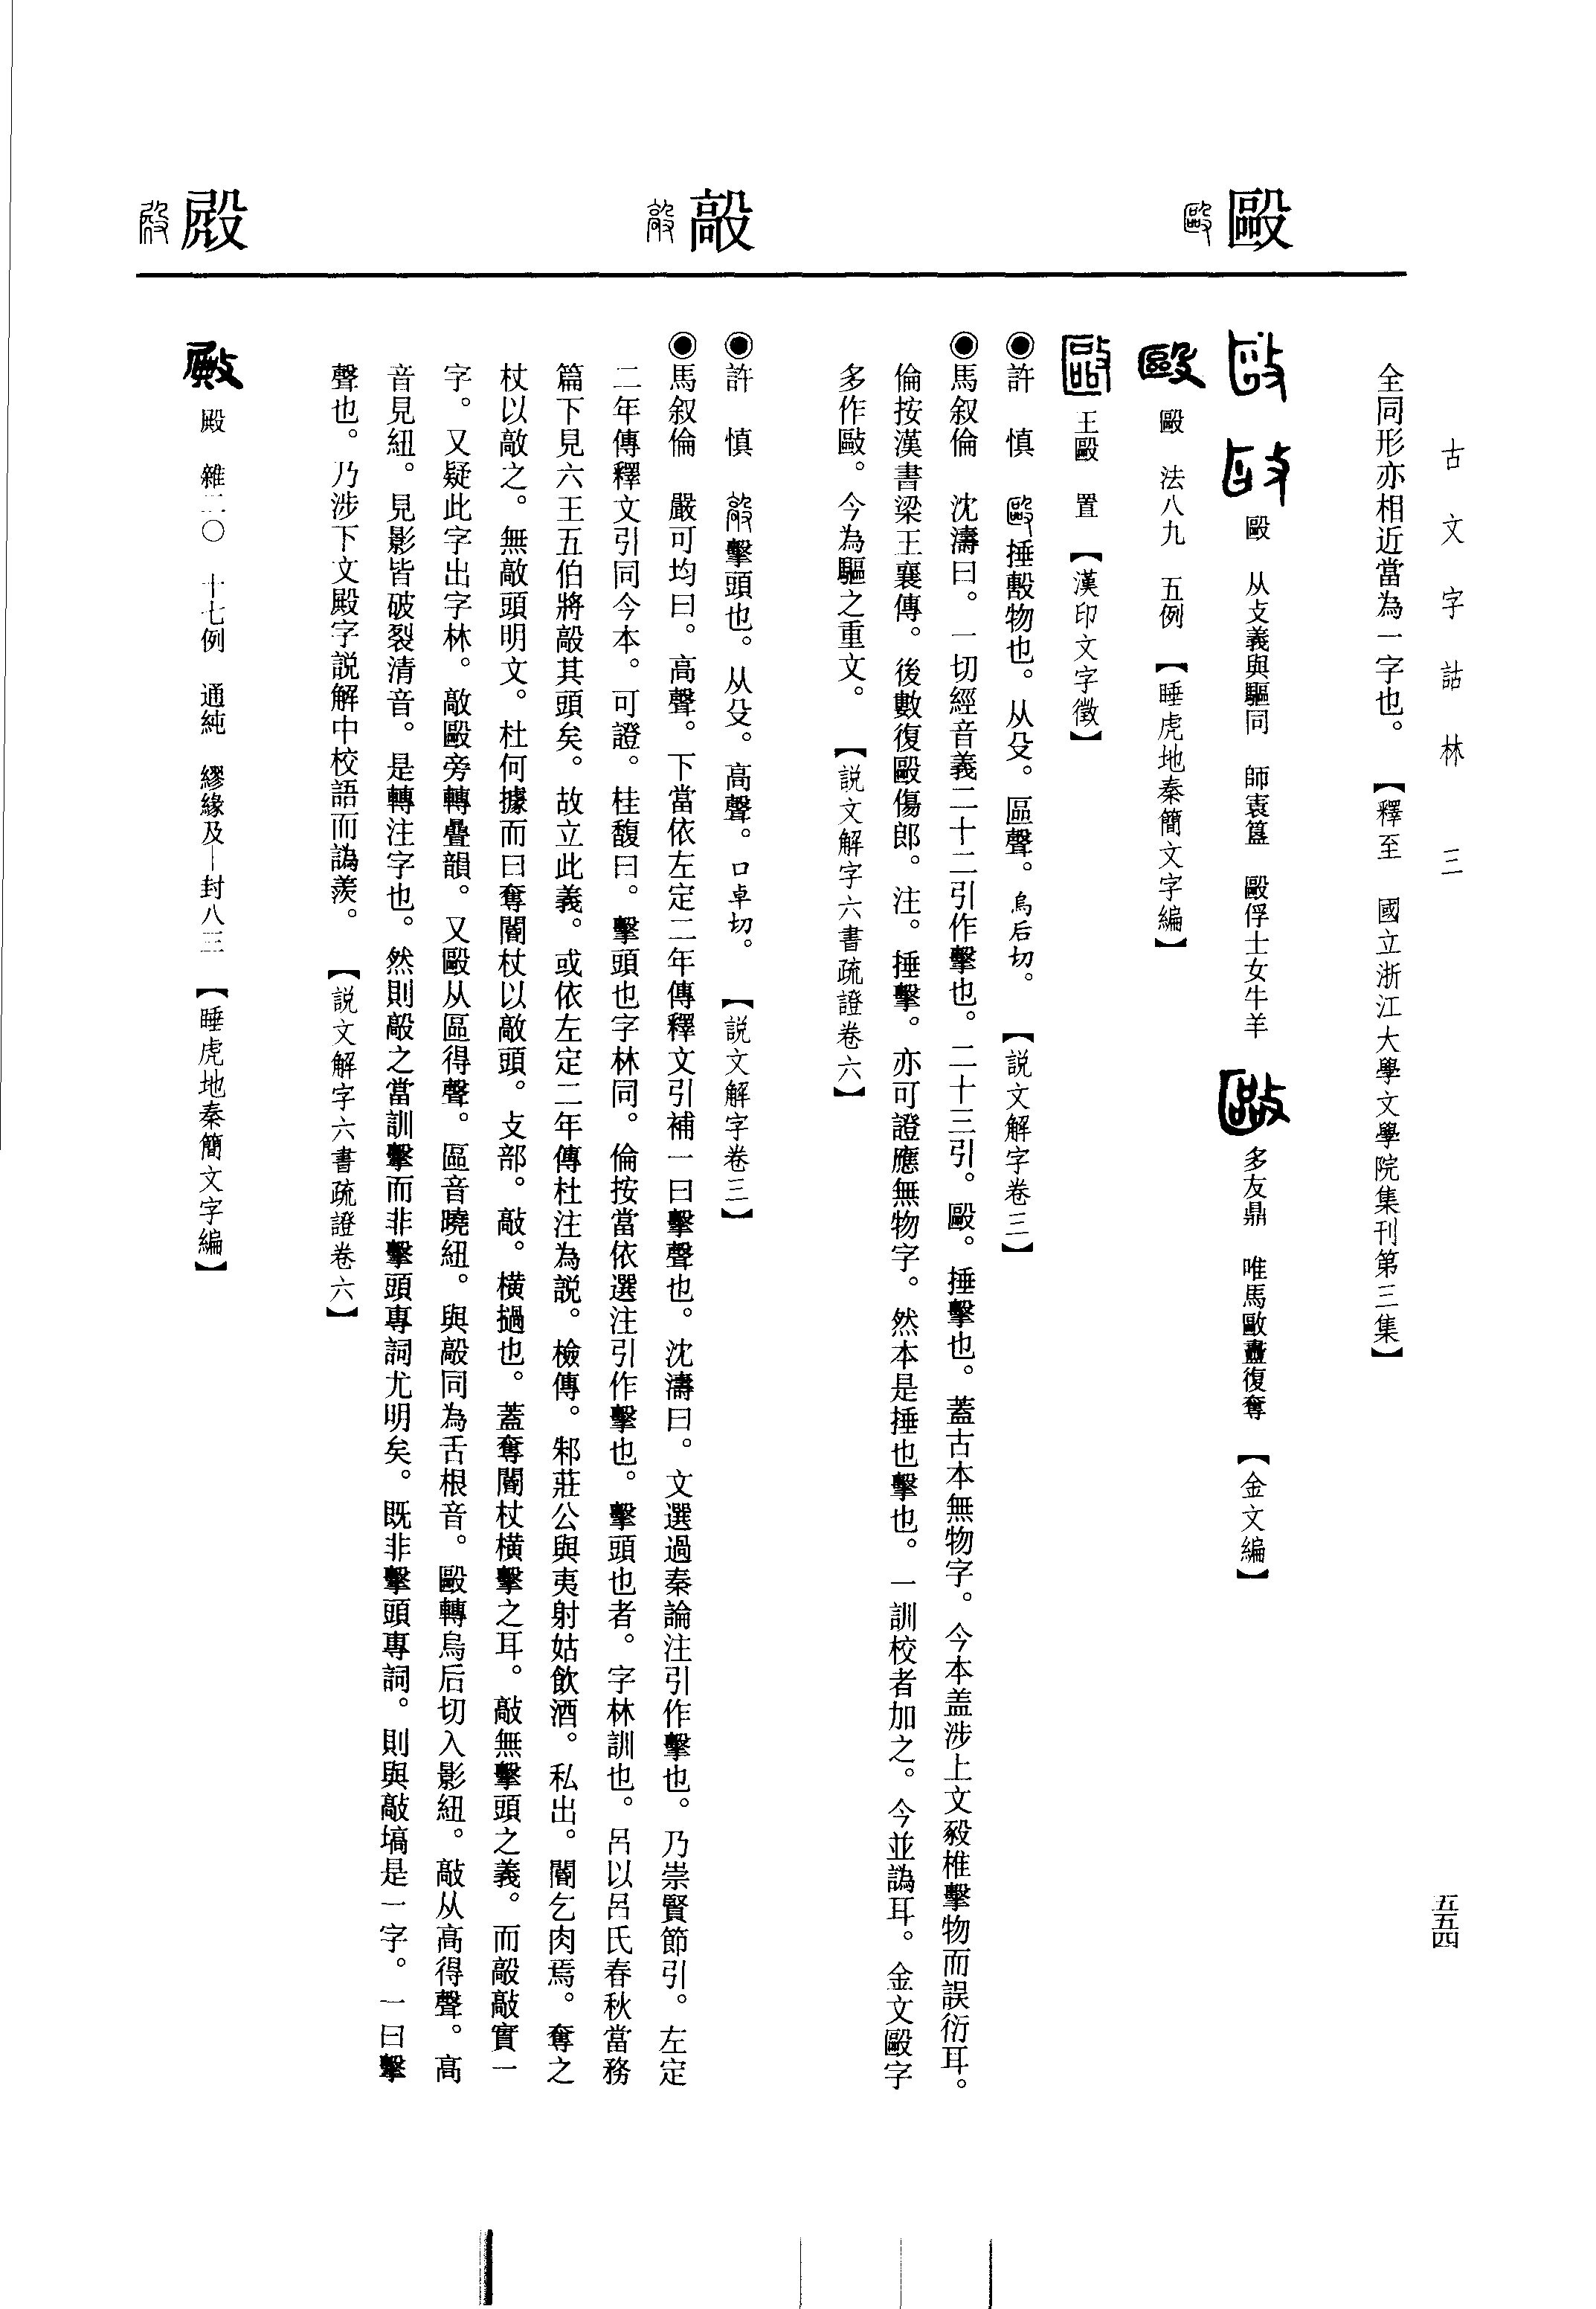 古文字詁林 三
五五四
毆
㱿
殿
全同形亦相近當為一字也。 【釋至 國立浙江大學文學院集刊第三集】
毆 从攴義與驅同 師㝨簋 毆俘士女牛羊 多友鼎 唯馬毆盡復奪 【金文編】
毆 法八九 五例 【睡虎地秦簡文字編】
王毆 置 【漢印文字徵】
◉許 慎 毆捶毄物也。从殳。區聲。烏后切。 【説文解字卷三】
◉馬叙倫 沈濤曰。一切經音義二十二引作擊也。二十三引。毆。捶擊也。蓋古本無物字。今本盖涉上文毅椎擊物而誤衍耳。
倫按漢書梁王襄傳。後數復毆傷郎。注。捶擊。亦可證應無物字。然本是捶也擊也。一訓校者加之。今並譌耳。金文毆字
多作敺。今為驅之重文。 【説文解字六書疏證卷六】
◉許 慎 擊頭也。从殳。高聲。口卓切。 【説文解字卷三】
◉馬叙倫 嚴可均曰。高聲。下當依左定二年傳釋文引補一曰擊聲也。沈濤曰。文選過秦論注引作擊也。乃崇賢節引。左定
二年傳釋文引同今本。可證。桂馥曰。擊頭也字林同。倫按當依選注引作擊也。擊頭也者。字林訓也。呂以呂氏春秋當務
篇下見六王五伯將毃其頭矣。故立此義。或依左定二年傳杜注為説。檢傳。邾莊公與夷射姑飲酒。私出。閽乞肉焉。奪之
杖以敲之。無敲頭明文。杜何據而曰奪閽杖以敲頭。攴部。敲。橫撾也。蓋奪閽杖橫擊之耳。敲無擊頭之義。而毃敲實一
字。又疑此字出字林。敲毆旁轉疊韻。又毆从區得聲。區音曉紐。與毃同為舌根音。毆轉烏后切入影紐。敲从高得聲。高
音見紐。見影皆破裂清音。是轉注字也。然則毃之當訓擊而非擊頭專詞尤明矣。既非擊頭專詞。則與敲塙是一字。一曰擊
聲也。乃涉下文殿字説解中校語而譌羨。 【説文解字六書疏證卷六】
殿 雜二〇 十七例 通純 繆緣及—封八三 【睡虎地秦簡文字編】